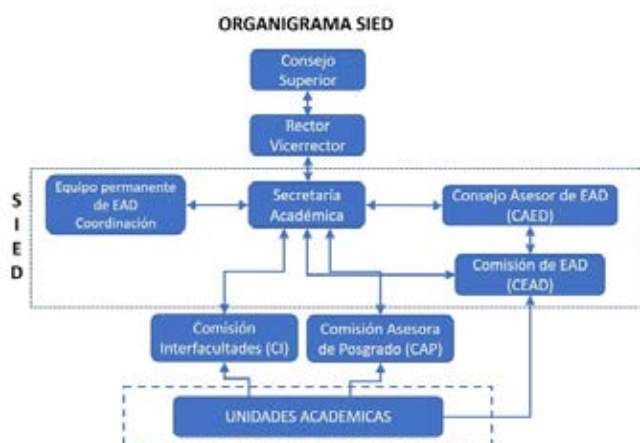 ORGANIGRAMA SIED
Consejo
Superior
Rector
Vicerrector
SIED
Equipo permanente
de EAD
Coordinación
Secretaría
Académica
Consejo Asesor de EAD
(CAED)
Comisión de EAD
(CEAD)
Comisión
Interfacultades (CI)
Comisión Asesora
de Posgrado (CAP)
UNIDADES ACADEMICAS